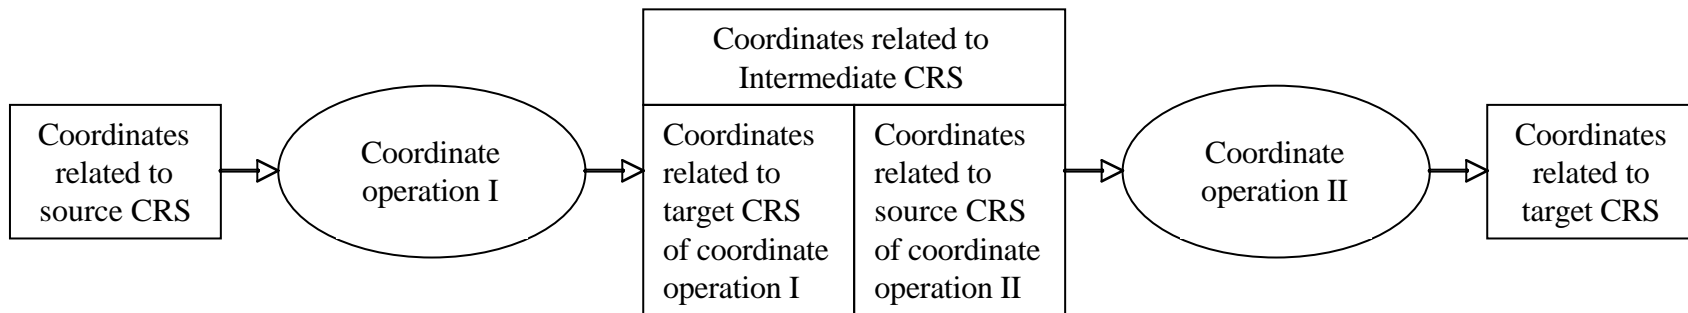 Coordinates
related to
source CRS
Coordinate
operation I
Coordinates related to
Intermediate CRS
Coordinates
related to
target CRS
of coordinate
operation I
Coordinates
related to
source CRS
of coordinate
operation II
Coordinate
operation II
Coordinates
related to
target CRS